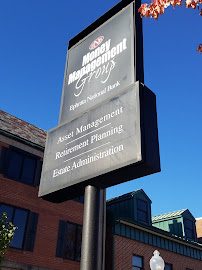 Money
Management
Group
Ephrata National Bank
Asset Management
Retirement Planning
Estate Administration